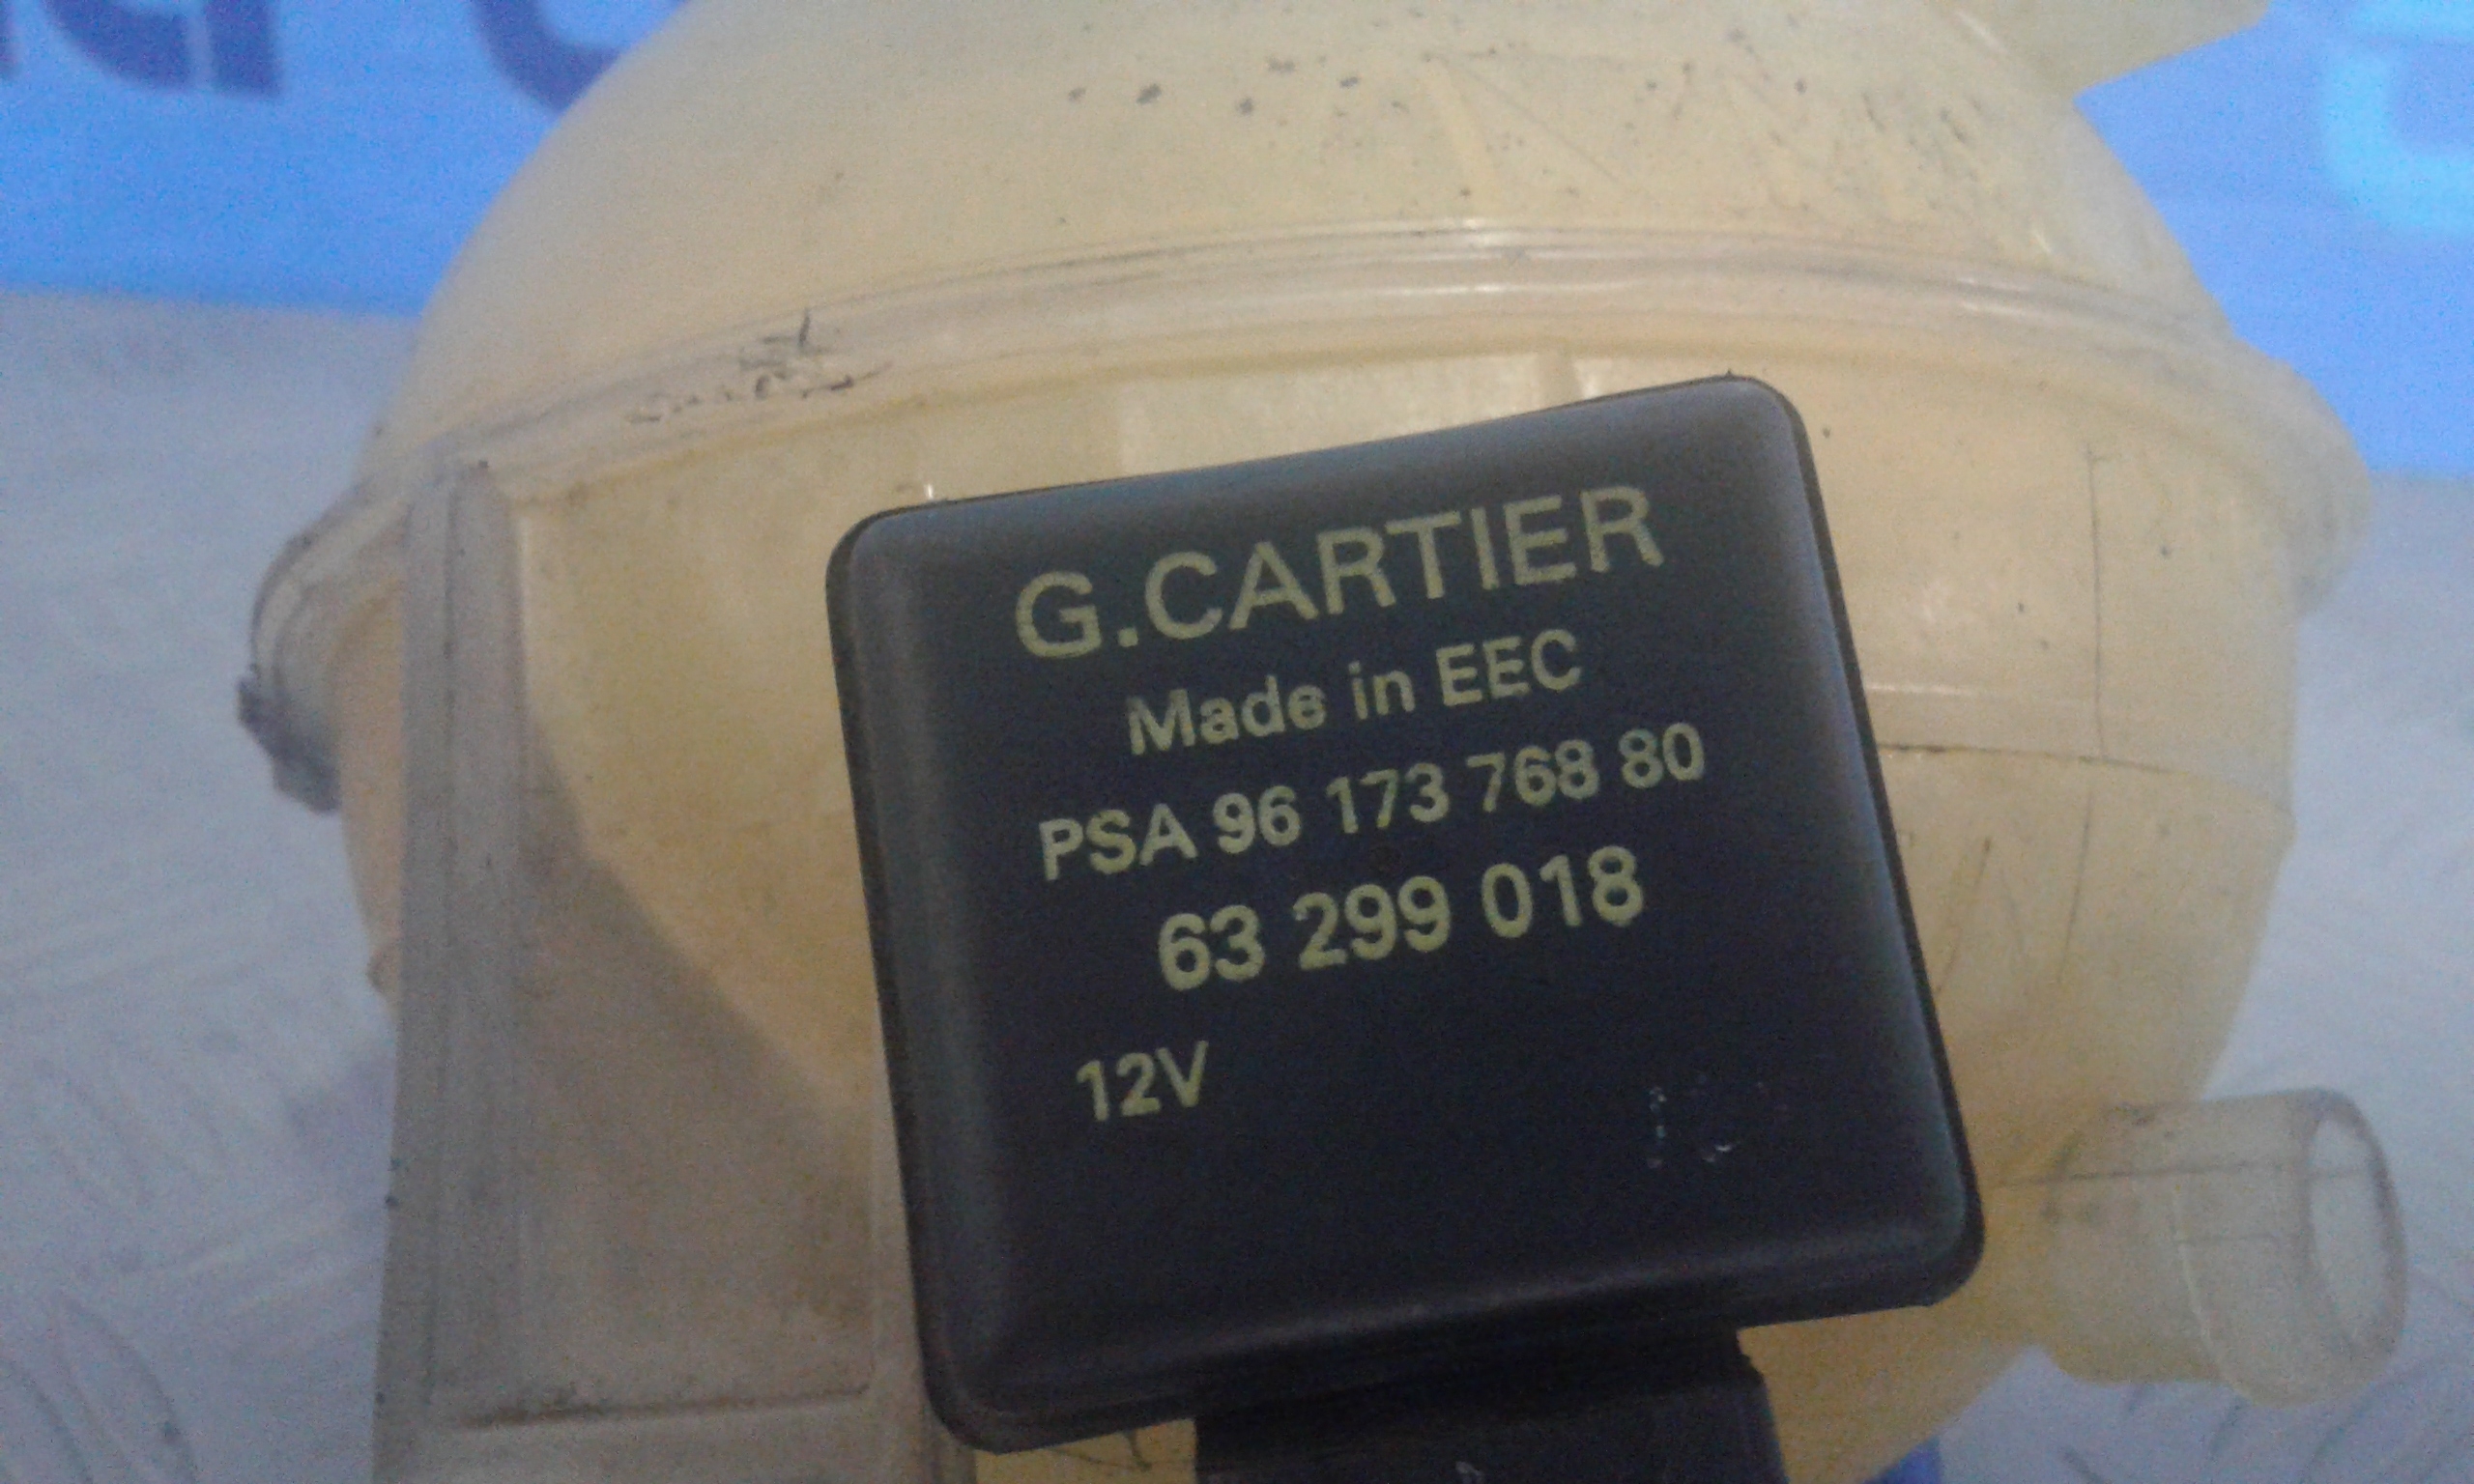 G.CARTIER
Made in EEC
PSA 96 173 768 80
63 299 018
12V